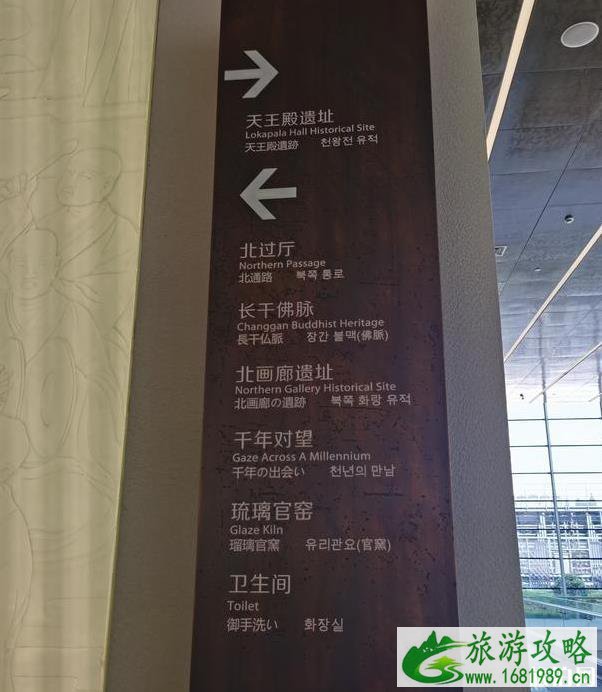 天王殿遗址
Lokapala Hall Historical Site
天王殿遺跡 천왕전 유적
北过厅
Northern Passage
北通路 북쪽 통로
长干佛脉
Changgan Buddhist Heritage
長干仏脈 장간 불맥(佛脈)
北画廊遗址
Northern Gallery Historical Site
北画廊の遺跡 북쪽 화랑 유적
千年对望
Gaze Across A Millennium
千年の出会い 천년의 만남
琉璃官窑
Glaze Kiln
瑠璃官窯 유리관요(官窯)
卫生间
Toilet
御手洗い 화장실
旅游攻略
www.1681989.cn